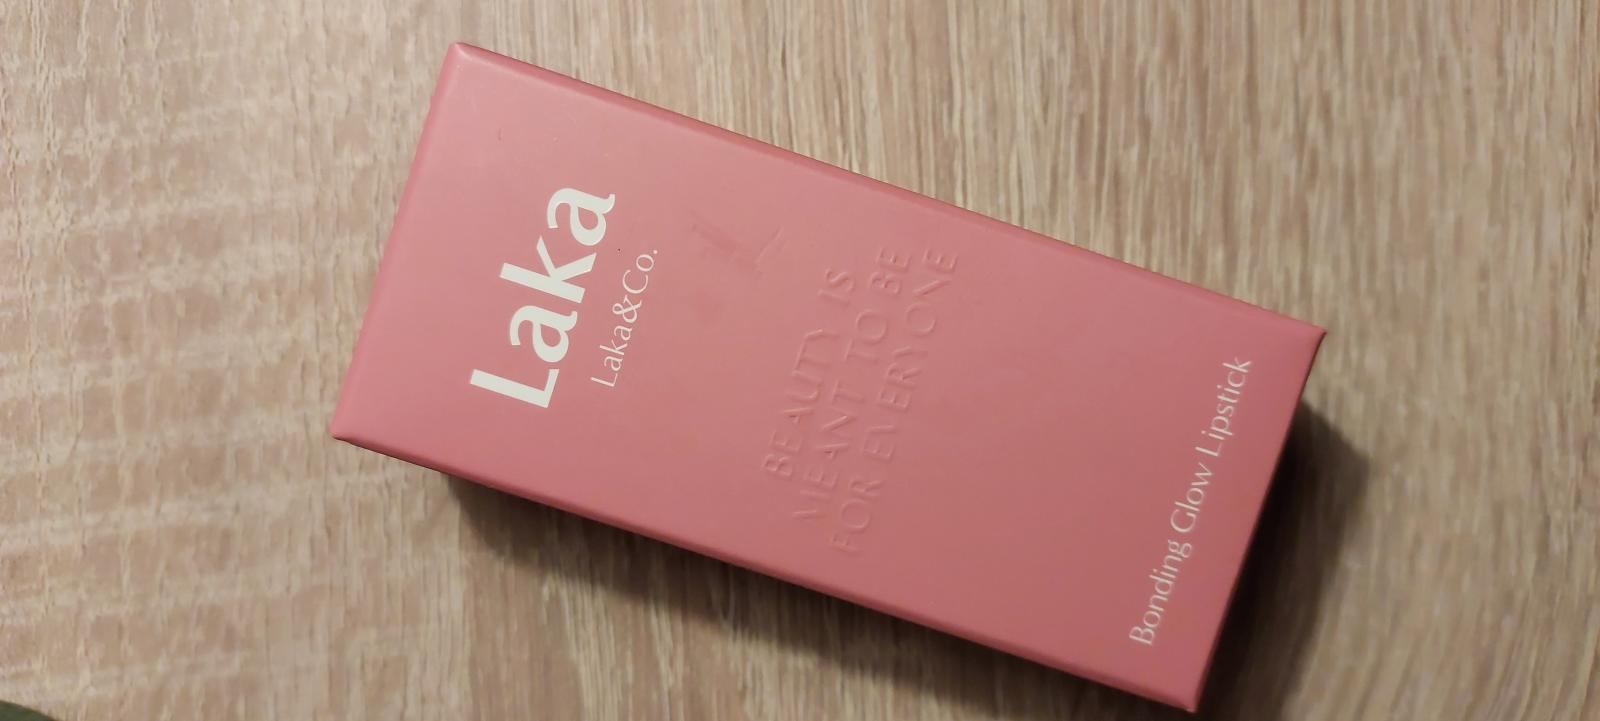 Laka
Laka&Co.
BEAUTY IS
MEANT TO BE
FOR EVERYONE
Bonding Glow Lipstick